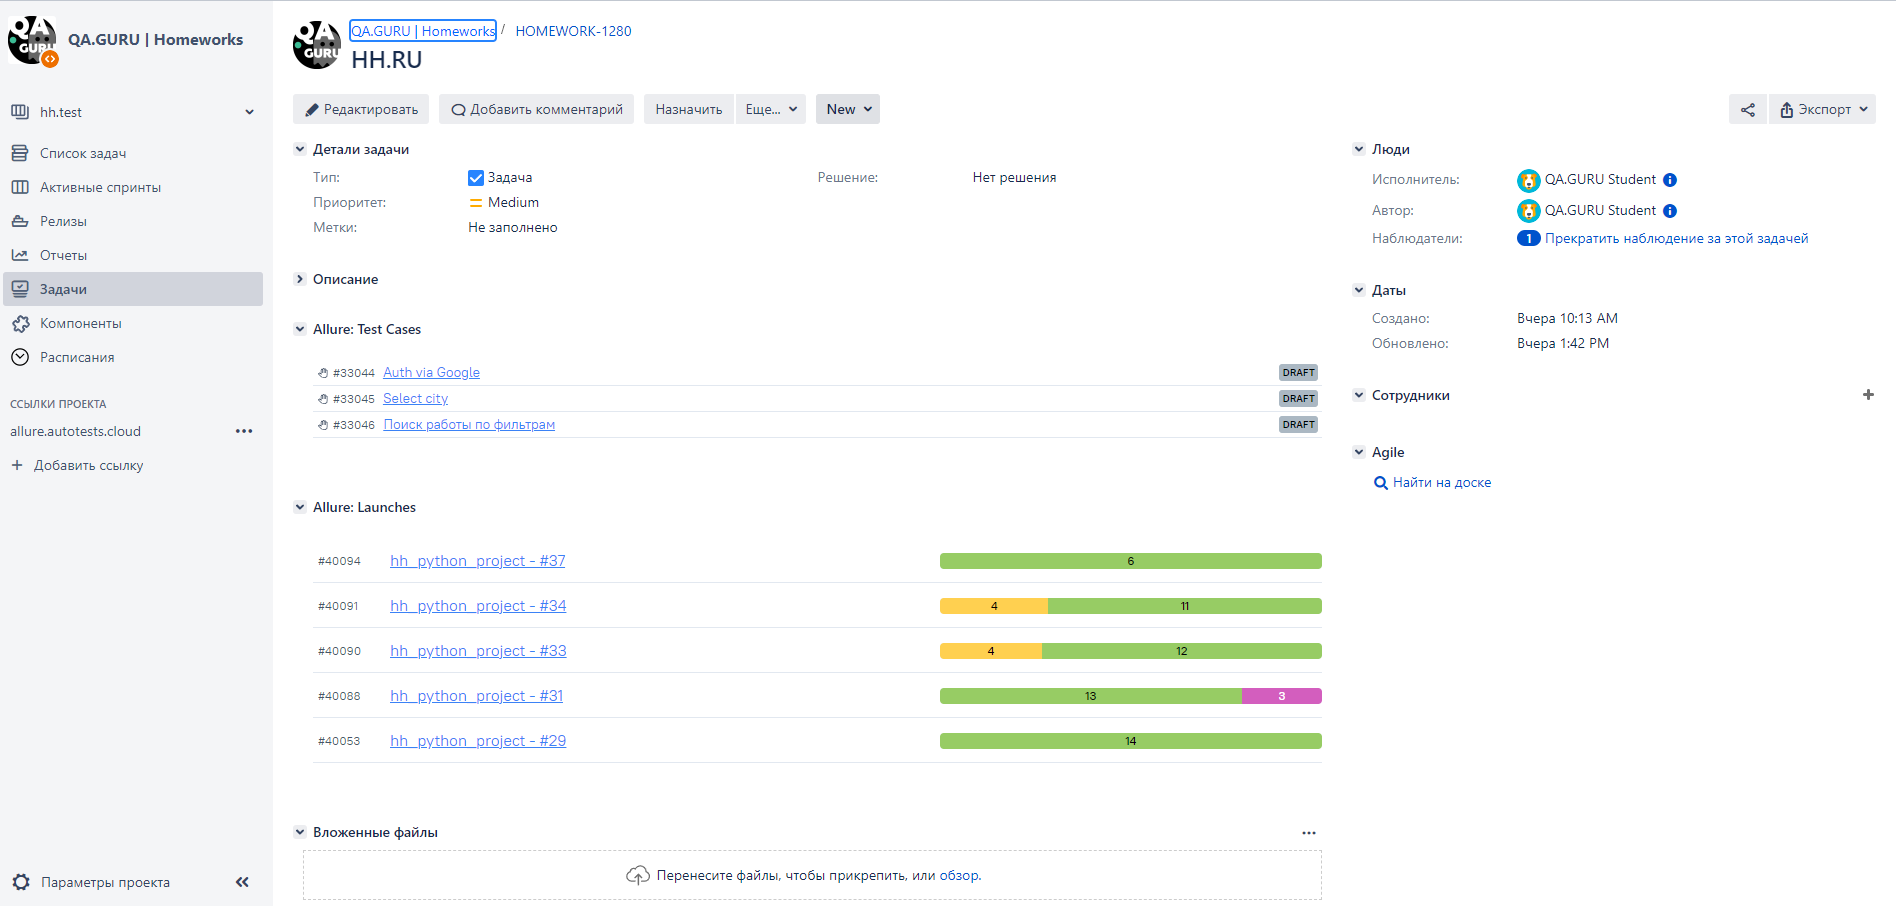 QA GURU
QA.GURU | Homeworks
hh.test
Список задач
Активные спринты
Релизы
Отчеты
Задачи
Компоненты
Расписания
ССЫЛКИ ПРОЕКТА
allure.autotests.cloud
Добавить ссылку
Параметры проекта
QA GURU
QA.GURU | Homeworks / HOMEWORK-1280
HH.RU
Редактировать Добавить комментарий Назначить Еще... New Экспорт
Детали задачи
Тип: Задача Решение: Нет решения
Приоритет: Medium
Метки: Не заполнено
Описание
Allure: Test Cases
#33044 Auth via Google DRAFT
#33045 Select city DRAFT
#33046 Поиск работы по фильтрам DRAFT
Allure: Launches
#40094 hh_python_project - #37 6
#40091 hh_python_project - #34 4 11
#40090 hh_python_project - #33 4 12
#40088 hh_python_project - #31 13 3
#40053 hh_python_project - #29 14
Вложенные файлы
Перенесите файлы, чтобы прикрепить, или обзор.
Люди
Исполнитель: QA.GURU Student
Автор: QA.GURU Student
Наблюдатели: 1 Прекратить наблюдение за этой задачей
Даты
Создано: Вчера 10:13 AM
Обновлено: Вчера 1:42 PM
Сотрудники
Agile
Найти на доске